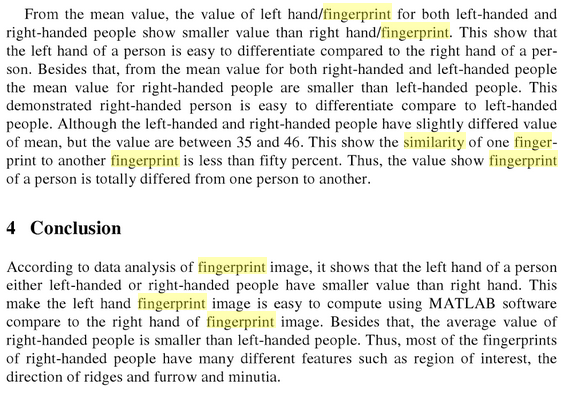 From the mean value, the value of left hand/fingerprint for both left-handed and
right-handed people show smaller value than right hand/fingerprint. This show that
the left hand of a person is easy to differentiate compared to the right hand of a per-
son. Besides that, from the mean value for both right-handed and left-handed people
the mean value for right-handed people are smaller than left-handed people. This
demonstrated right-handed person is easy to differentiate compare to left-handed
people. Although the left-handed and right-handed people have slightly differed value
of mean, but the value are between 35 and 46. This show the similarity of one finger-
print to another fingerprint is less than fifty percent. Thus, the value show fingerprint
of a person is totally differed from one person to another.
4 Conclusion
According to data analysis of fingerprint image, it shows that the left hand of a person
either left-handed or right-handed people have smaller value than right hand. This
make the left hand fingerprint image is easy to compute using MATLAB software
compare to the right hand of fingerprint image. Besides that, the average value of
right-handed people is smaller than left-handed people. Thus, most of the fingerprints
of right-handed people have many different features such as region of interest, the
direction of ridges and furrow and minutia.